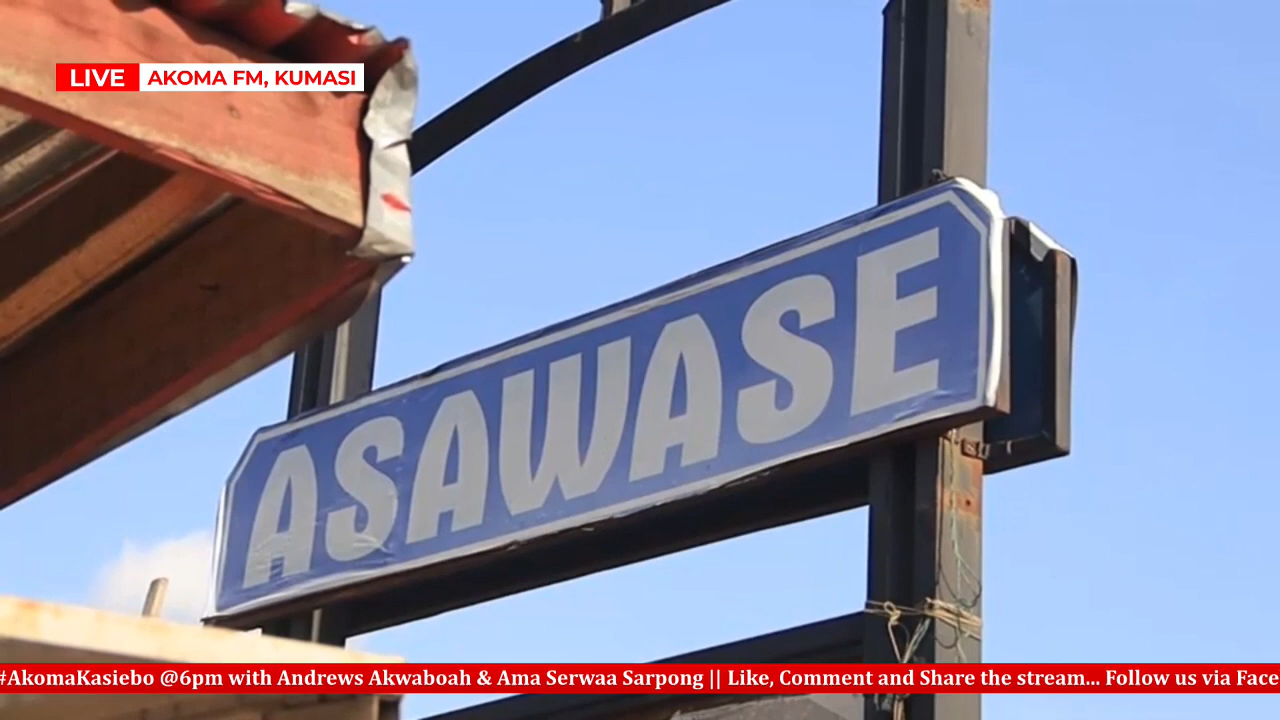 LIVE AKOMA FM, KUMASI
ASAWASE
#AkomaKasiebo @6pm with Andrews Akwaboah & Ama Serwaa Sarpong || Like, Comment and Share the stream... Follow us via Face